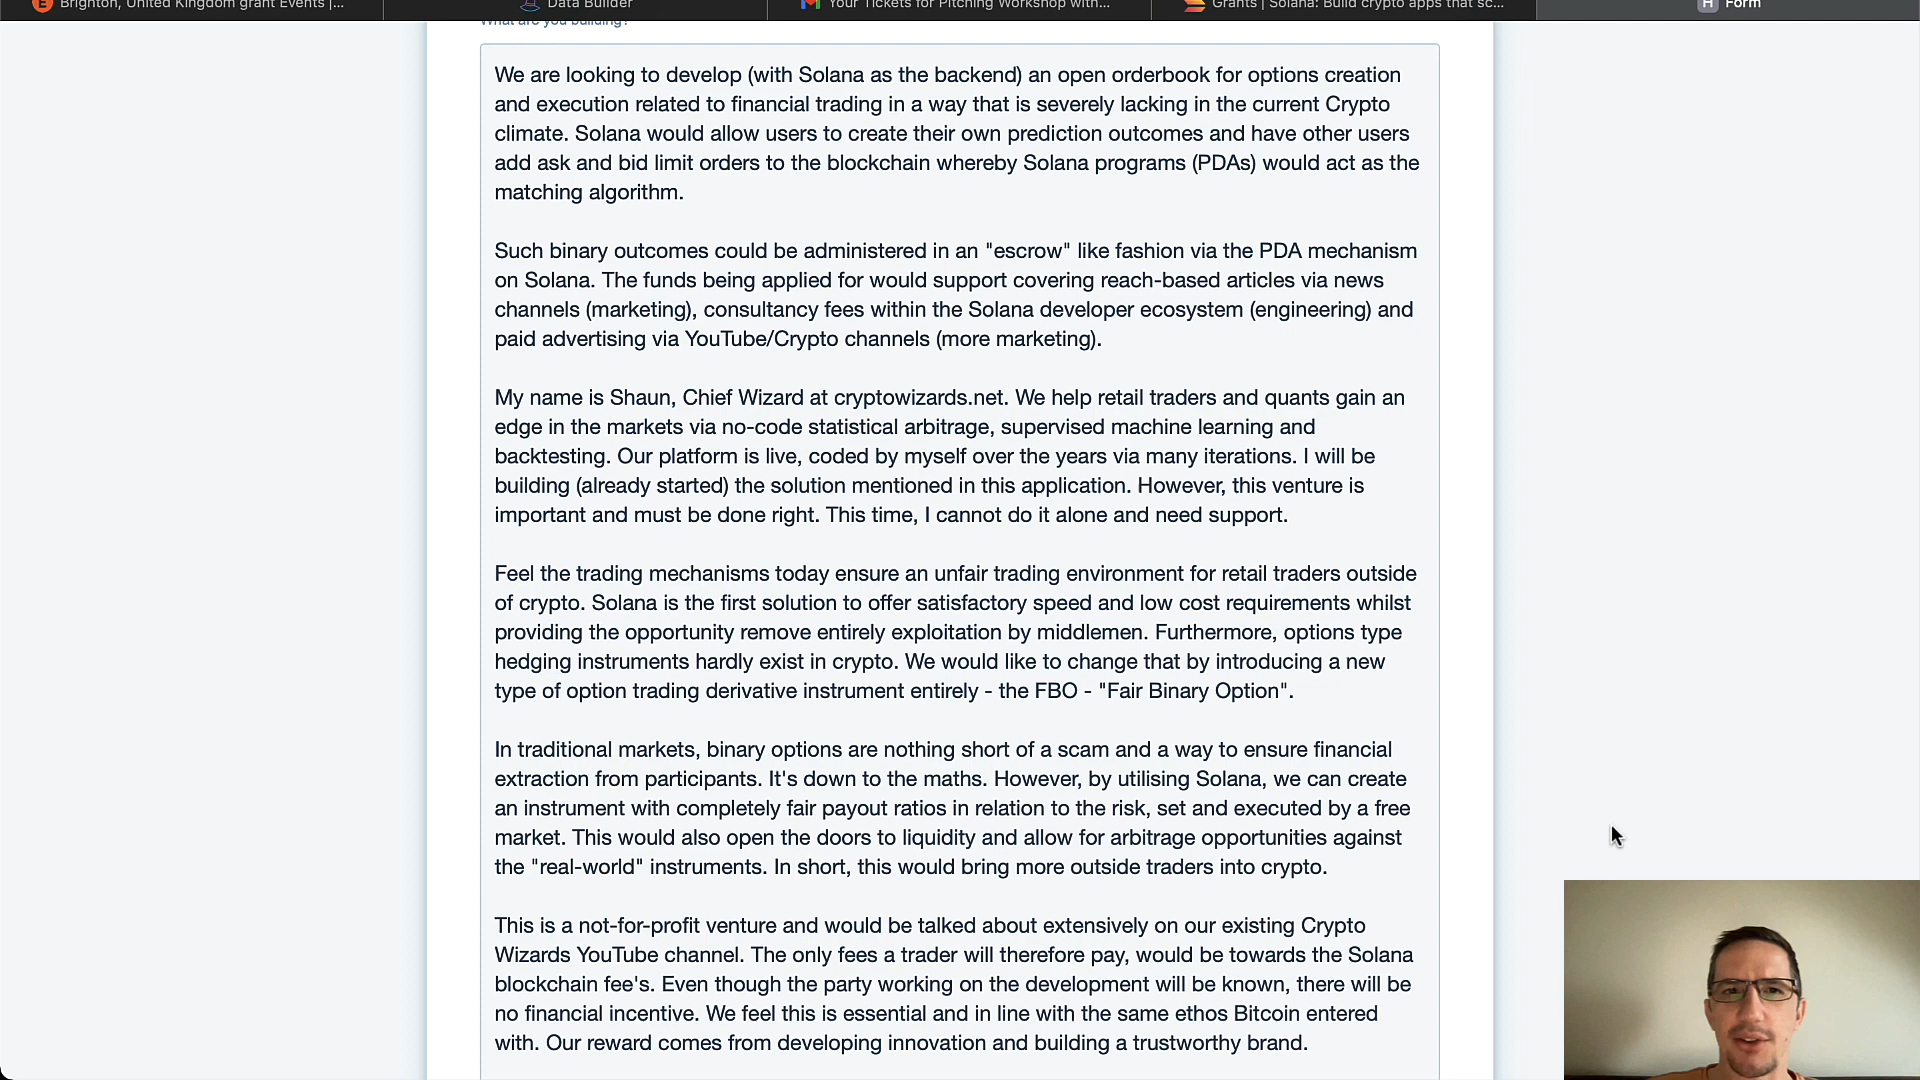 Brighton, United Kingdom grant Events |...
Data Builder
Your Tickets for Pitching Workshop with...
Grants | Solana: Build crypto apps that sc...
H Form
What are you building?
We are looking to develop (with Solana as the backend) an open orderbook for options creation
and execution related to financial trading in a way that is severely lacking in the current Crypto
climate. Solana would allow users to create their own prediction outcomes and have other users
add ask and bid limit orders to the blockchain whereby Solana programs (PDAs) would act as the
matching algorithm.
Such binary outcomes could be administered in an "escrow" like fashion via the PDA mechanism
on Solana. The funds being applied for would support covering reach-based articles via news
channels (marketing), consultancy fees within the Solana developer ecosystem (engineering) and
paid advertising via YouTube/Crypto channels (more marketing).
My name is Shaun, Chief Wizard at cryptowizards.net. We help retail traders and quants gain an
edge in the markets via no-code statistical arbitrage, supervised machine learning and
backtesting. Our platform is live, coded by myself over the years via many iterations. I will be
building (already started) the solution mentioned in this application. However, this venture is
important and must be done right. This time, I cannot do it alone and need support.
Feel the trading mechanisms today ensure an unfair trading environment for retail traders outside
of crypto. Solana is the first solution to offer satisfactory speed and low cost requirements whilst
providing the opportunity remove entirely exploitation by middlemen. Furthermore, options type
hedging instruments hardly exist in crypto. We would like to change that by introducing a new
type of option trading derivative instrument entirely - the FBO - "Fair Binary Option".
In traditional markets, binary options are nothing short of a scam and a way to ensure financial
extraction from participants. It's down to the maths. However, by utilising Solana, we can create
an instrument with completely fair payout ratios in relation to the risk, set and executed by a free
market. This would also open the doors to liquidity and allow for arbitrage opportunities against
the "real-world" instruments. In short, this would bring more outside traders into crypto.
This is a not-for-profit venture and would be talked about extensively on our existing Crypto
Wizards YouTube channel. The only fees a trader will therefore pay, would be towards the Solana
blockchain fee's. Even though the party working on the development will be known, there will be
no financial incentive. We feel this is essential and in line with the same ethos Bitcoin entered
with. Our reward comes from developing innovation and building a trustworthy brand.